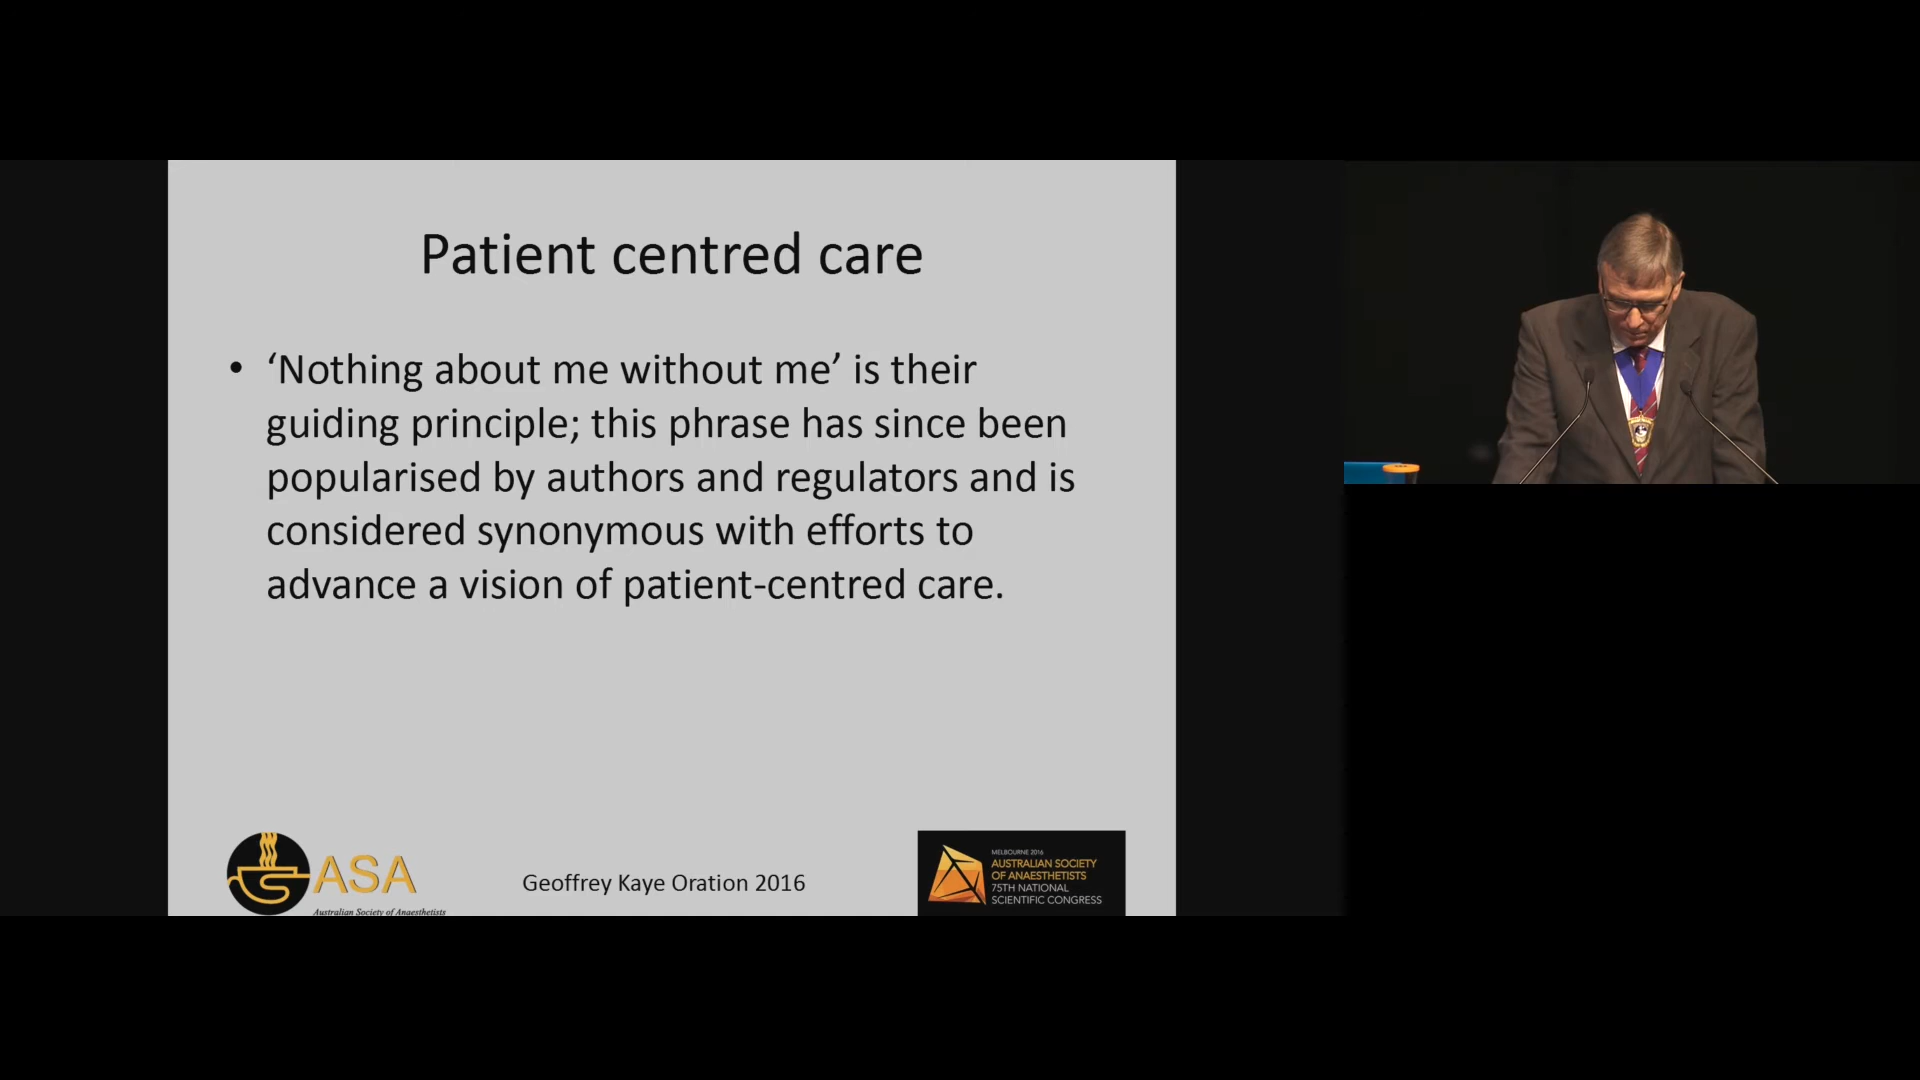 Patient centred care
• ‘Nothing about me without me’ is their
guiding principle; this phrase has since been
popularised by authors and regulators and is
considered synonymous with efforts to
advance a vision of patient-centred care.
ASA
Australian Society of Anaesthetists
Geoffrey Kaye Oration 2016
MELBOURNE 2016
AUSTRALIAN SOCIETY
OF ANAESTHETISTS
75TH NATIONAL
SCIENTIFIC CONGRESS